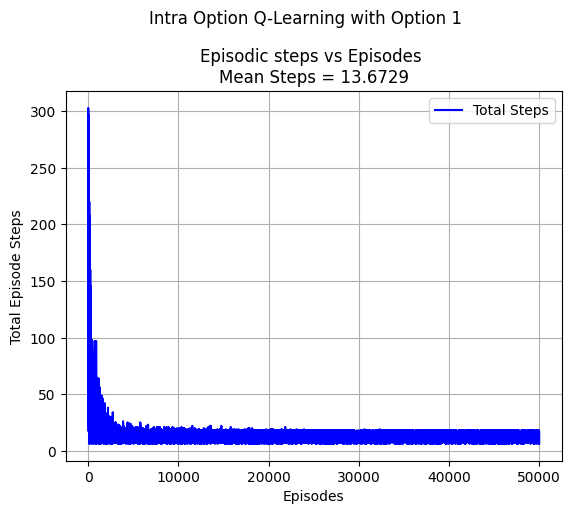 Intra Option Q-Learning with Option 1
Episodic steps vs Episodes
Mean Steps = 13.6729
Total Steps
300
250
200
150
100
50
0
Total Episode Steps
0 10000 20000 30000 40000 50000
Episodes